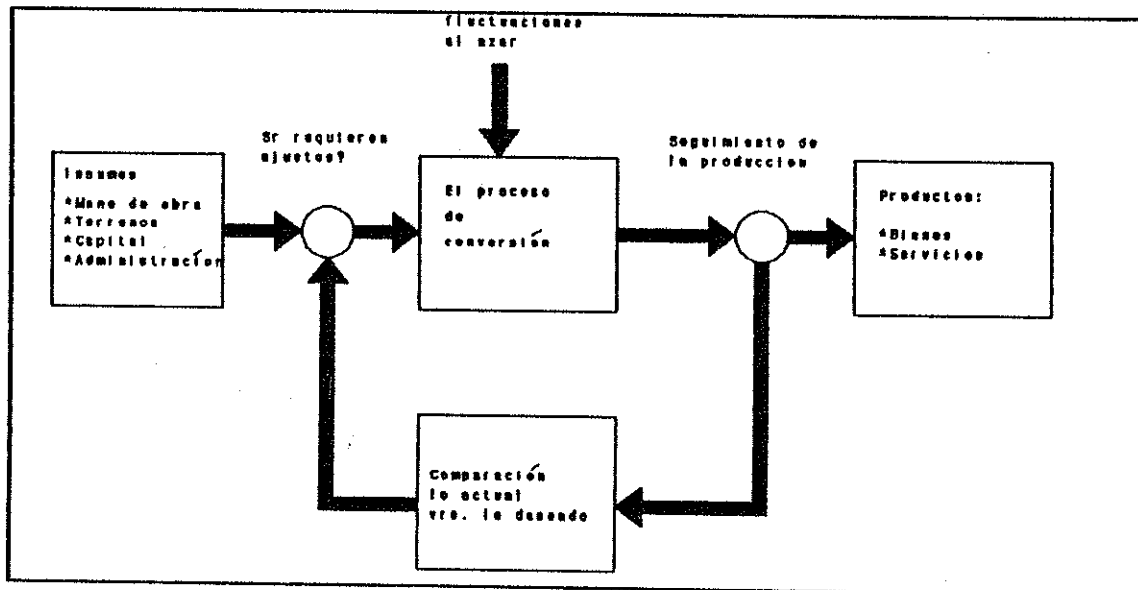 fluctuaciones
al azar
Sr requieren
ajustes?
Seguimiento de
la produccion
Insumos
*Mano de obra
*Terrenos
*Capital
*Administración
El proceso
de
conversión
Productos:
*Bienes
*Servicios
Comparación
lo actual
vrs. lo deseado